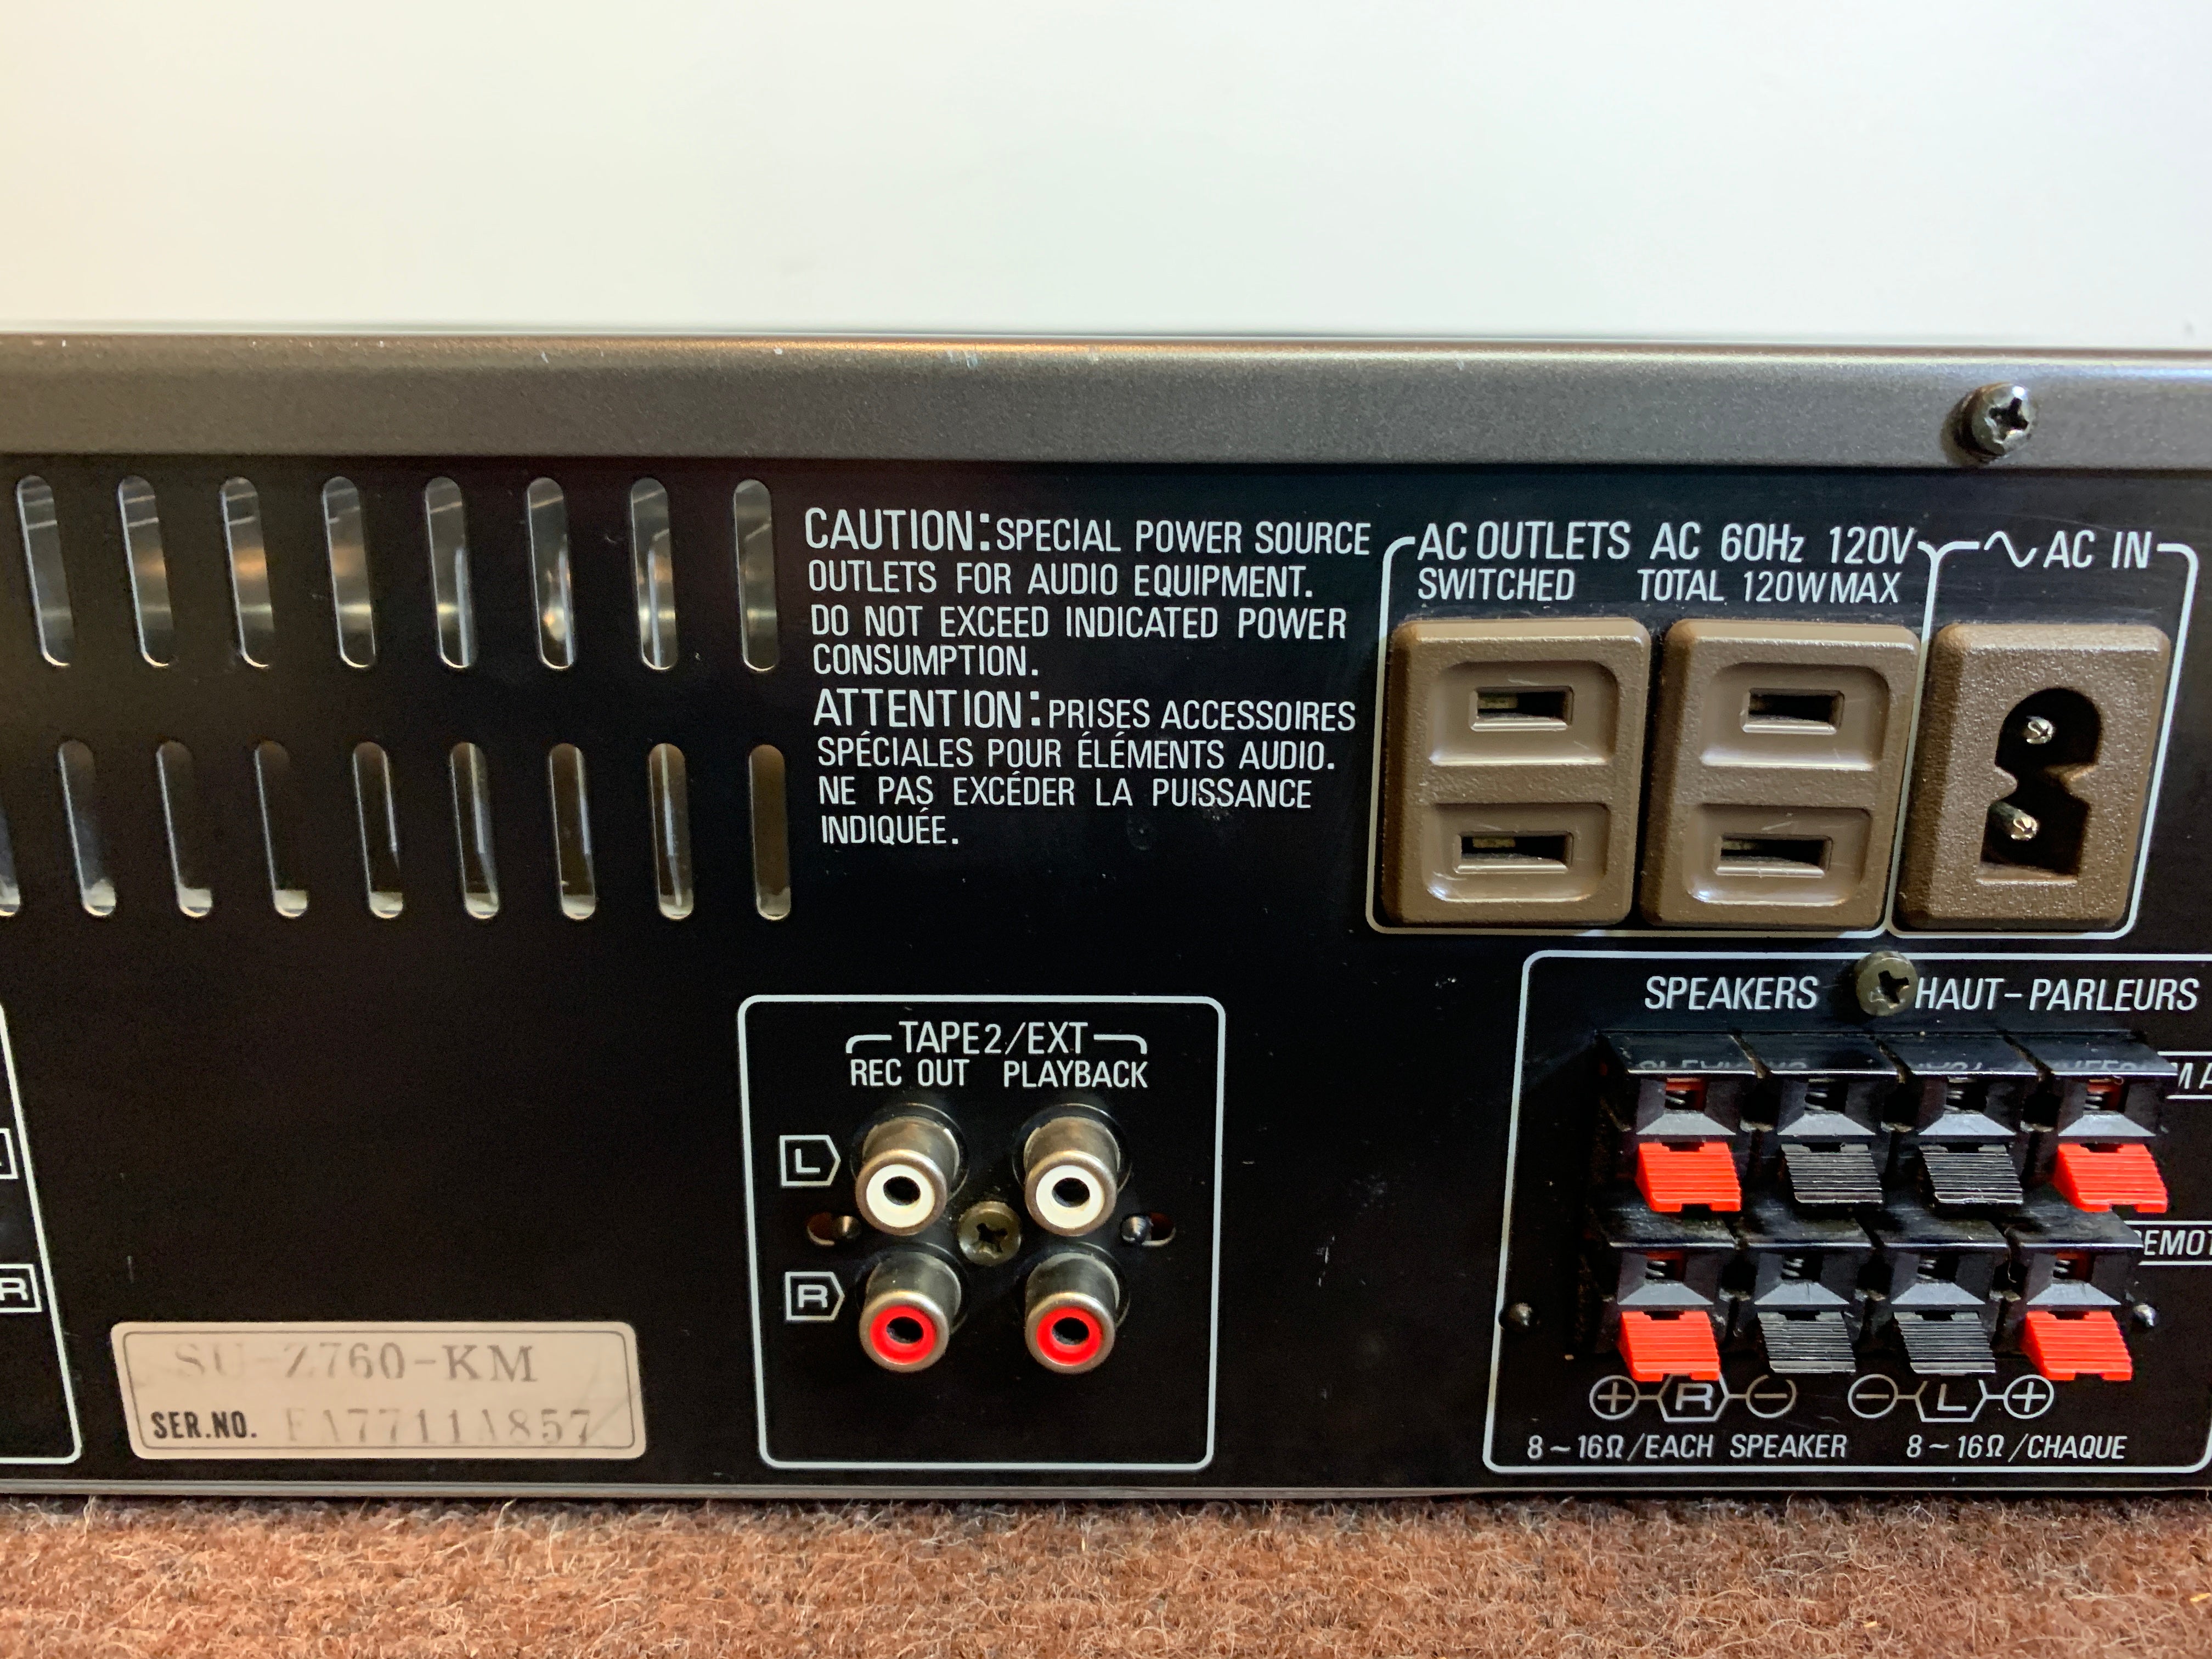 CAUTION: SPECIAL POWER SOURCE
OUTLETS FOR AUDIO EQUIPMENT.
DO NOT EXCEED INDICATED POWER
CONSUMPTION.
ATTENTION: PRISES ACCESSOIRES
SPÉCIALES POUR ÉLÉMENTS AUDIO.
NE PAS EXCÉDER LA PUISSANCE
INDIQUÉE.
AC OUTLETS AC 60Hz 120V
SWITCHED TOTAL 120W MAX
∿ AC IN
TAPE 2/EXT
REC OUT PLAYBACK
L
R
R
SPEAKERS HAUT-PARLEURS
+ R - - L +
8~16Ω/EACH SPEAKER 8~16Ω/CHAQUE
SU-Z760-KM
SER.NO. FA7711A857